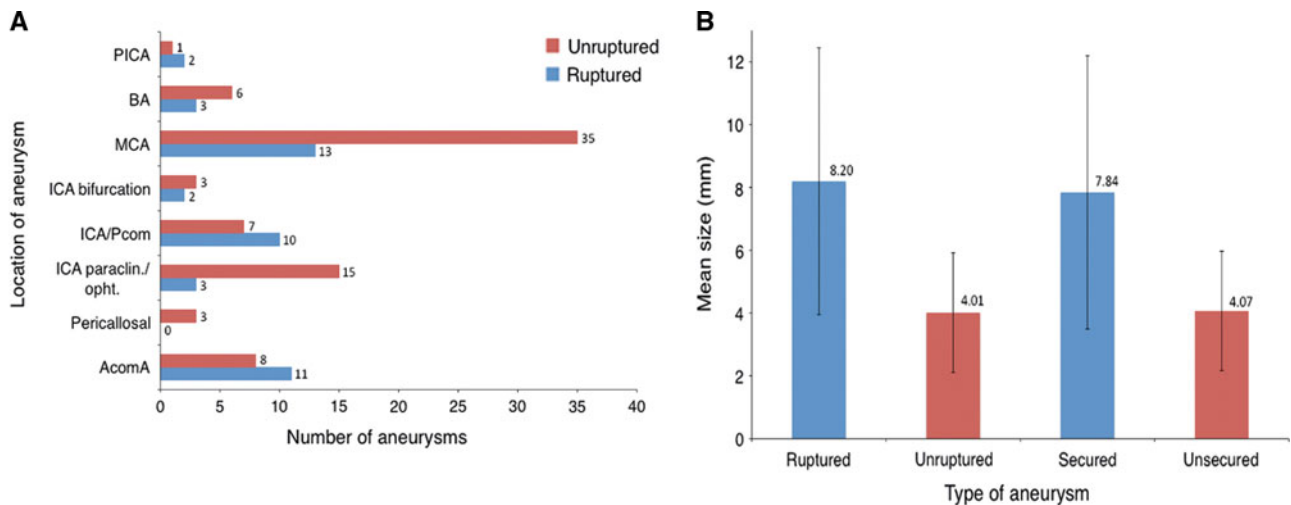 A
Location of aneurysm
PICA
1
2
BA
6
3
MCA
35
13
ICA bifurcation
3
2
ICA/Pcom
7
10
ICA paraclin./
opht.
15
3
Pericallosal
3
0
AcomA
8
11
0 5 10 15 20 25 30 35 40
Number of aneurysms
Unruptured
Ruptured
B
Mean size (mm)
12
10
8
6
4
2
0
8.20
4.01
7.84
4.07
Ruptured Unruptured Secured Unsecured
Type of aneurysm